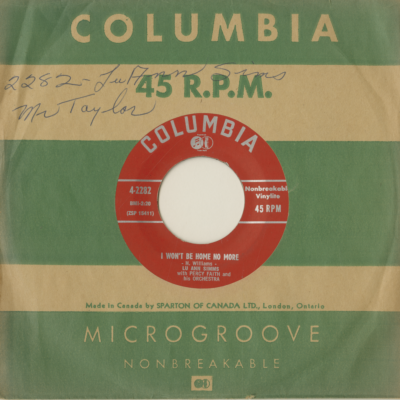 COLUMBIA
2282-LuAnn Sims
45 R.P.M.
Mr Taylor
COLUMBIA
4-2282
Nonbreakable
Vinylite
(ZSP 10411)
45 RPM
I WON'T BE HOME NO MORE
- H. Williams -
LU ANN SIMMS
with PERCY FAITH and
his ORCHESTRA
Made in Canada by SPARTON OF CANADA LTD., London, Ontario
MICROGROOVE
NONBREAKABLE